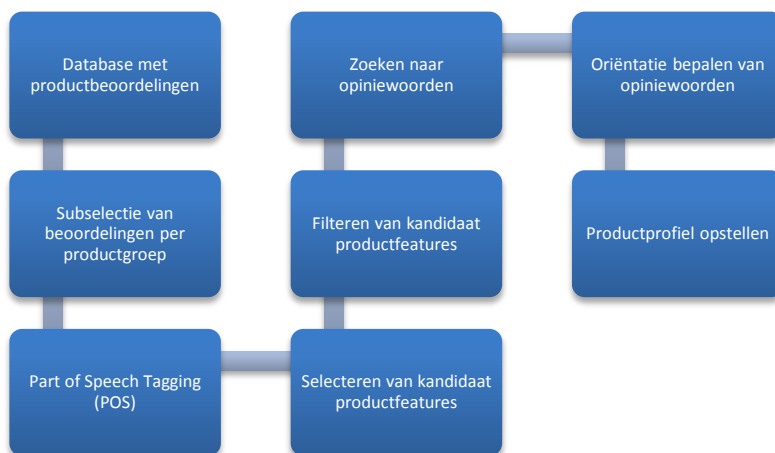 Database met
productbeoordelingen
Subselectie van
beoordelingen per
productgroep
Part of Speech Tagging
(POS)
Selecteren van kandidaat
productfeatures
Filteren van kandidaat
productfeatures
Zoeken naar
opiniewoorden
Oriëntatie bepalen van
opiniewoorden
Productprofiel opstellen